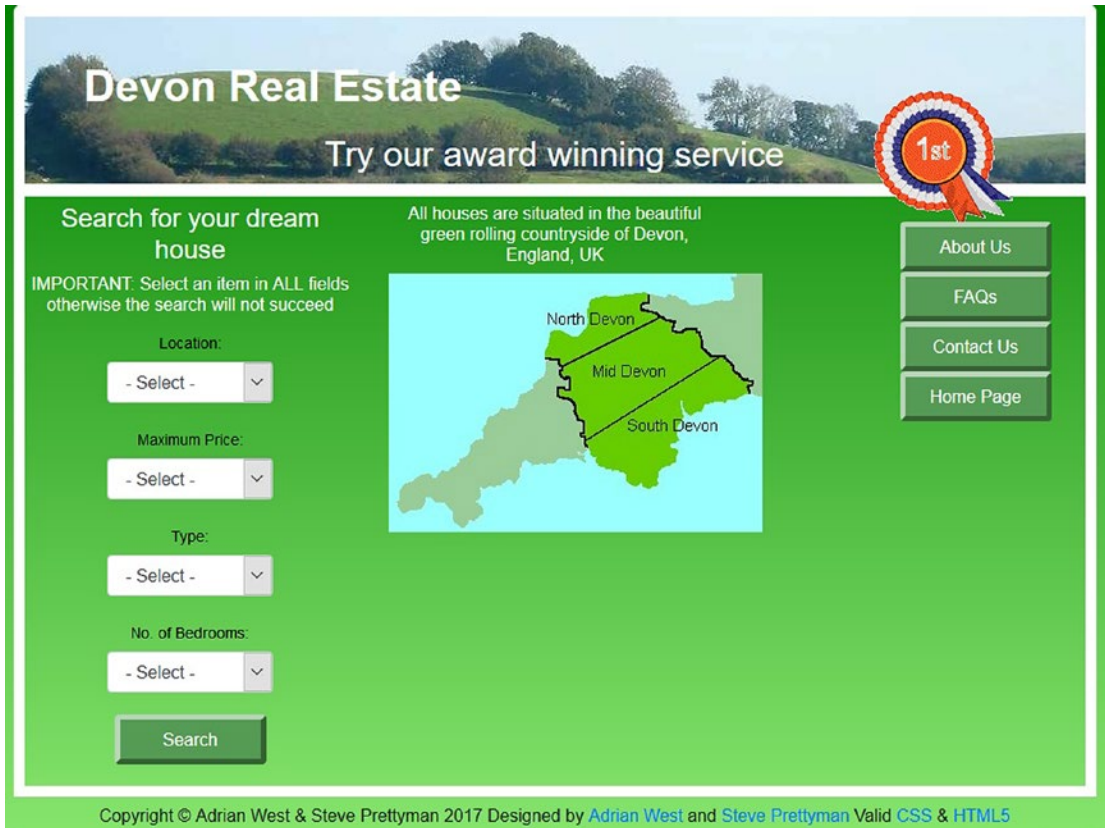 Devon Real Estate
Try our award winning service
1st
Search for your dream
house
IMPORTANT: Select an item in ALL fields
otherwise the search will not succeed
Location:
- Select -
Maximum Price:
- Select -
Type:
- Select -
No. of Bedrooms:
- Select -
Search
All houses are situated in the beautiful
green rolling countryside of Devon,
England, UK
North Devon
Mid Devon
South Devon
About Us
FAQs
Contact Us
Home Page
Copyright © Adrian West & Steve Prettyman 2017 Designed by Adrian West and Steve Prettyman Valid CSS & HTML5